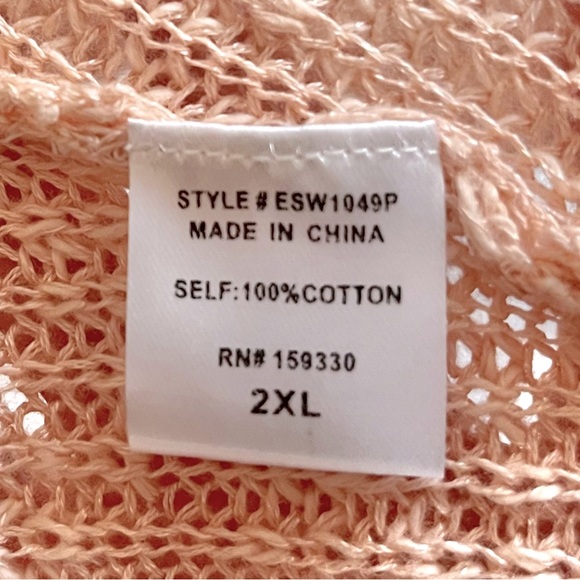 STYLE # ESW1049P
MADE IN CHINA
SELF:100%COTTON
RN# 159330
2XL